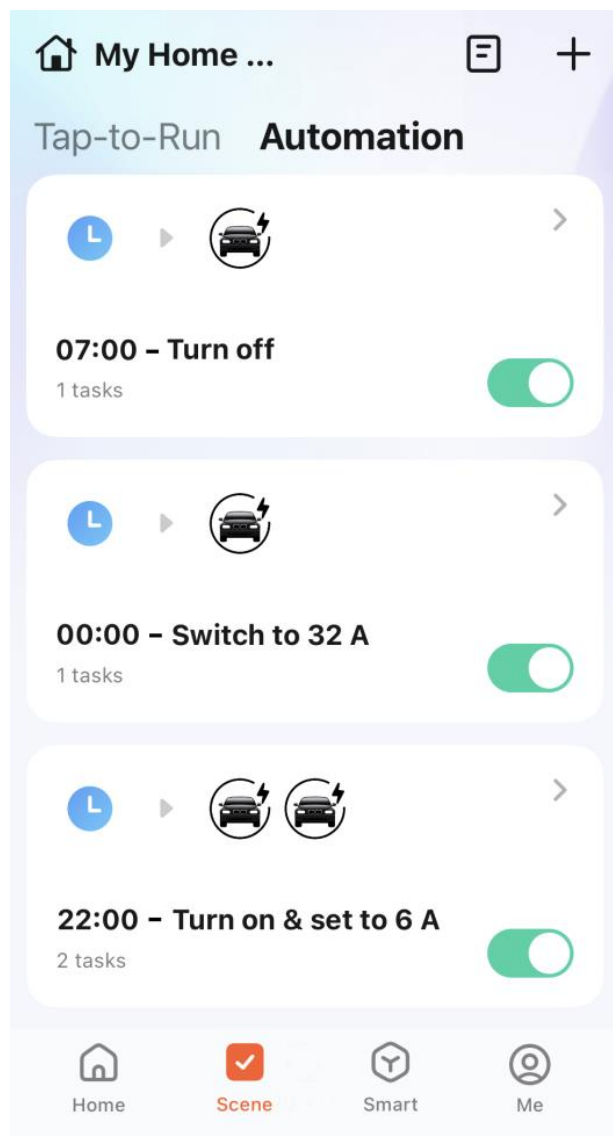 My Home ...
Tap-to-Run Automation
07:00 – Turn off
1 tasks
00:00 – Switch to 32 A
1 tasks
22:00 – Turn on & set to 6 A
2 tasks
Home Scene Smart Me